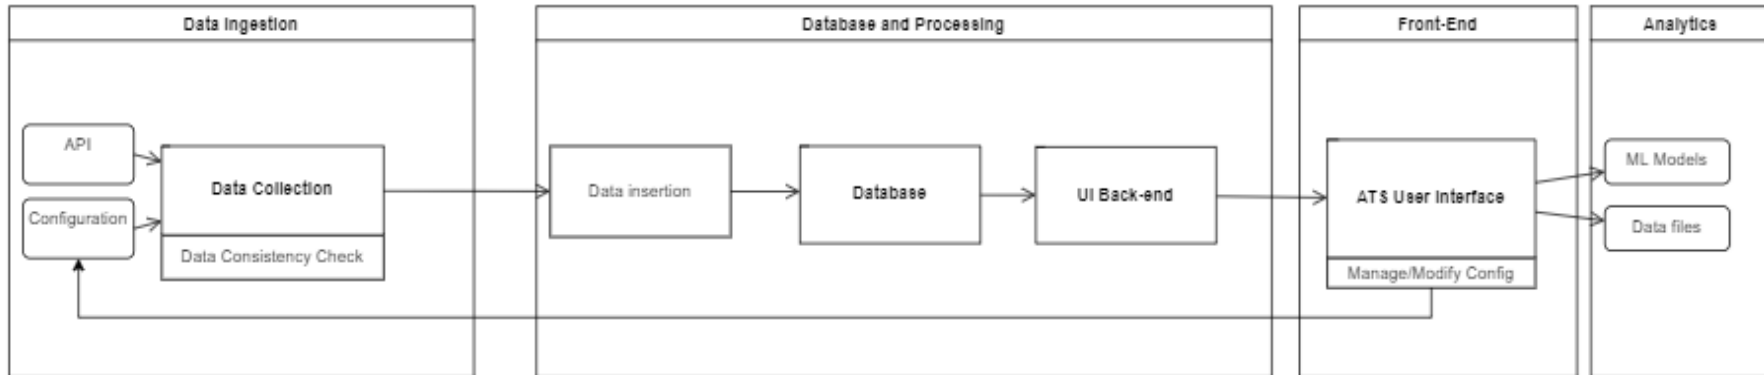 Data Ingestion
Database and Processing
Front-End
Analytics
API
Configuration
Data Collection
Data Consistency Check
Data insertion
Database
UI Back-end
ATS User Interface
Manage/Modify Config
ML Models
Data files